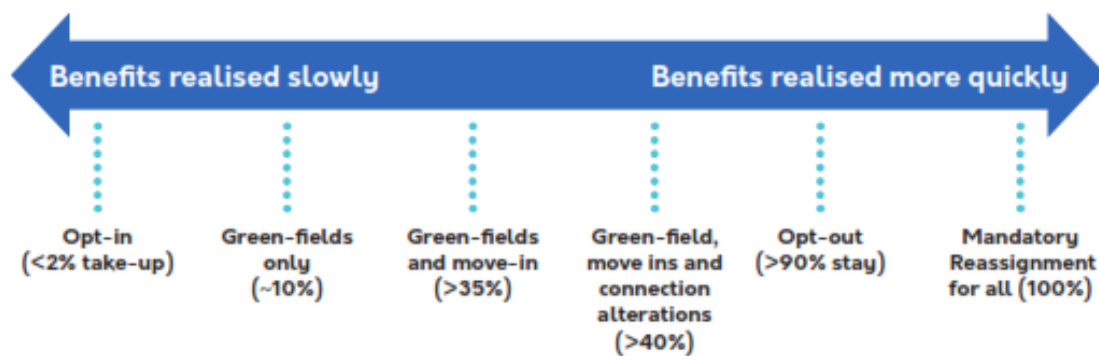 Benefits realised slowly
Benefits realised more quickly
Opt-in
(<2% take-up)
Green-fields
only
(~10%)
Green-fields
and move-in
(>35%)
Green-field,
move ins and
connection
alterations
(>40%)
Opt-out
(>90% stay)
Mandatory
Reassignment
for all (100%)